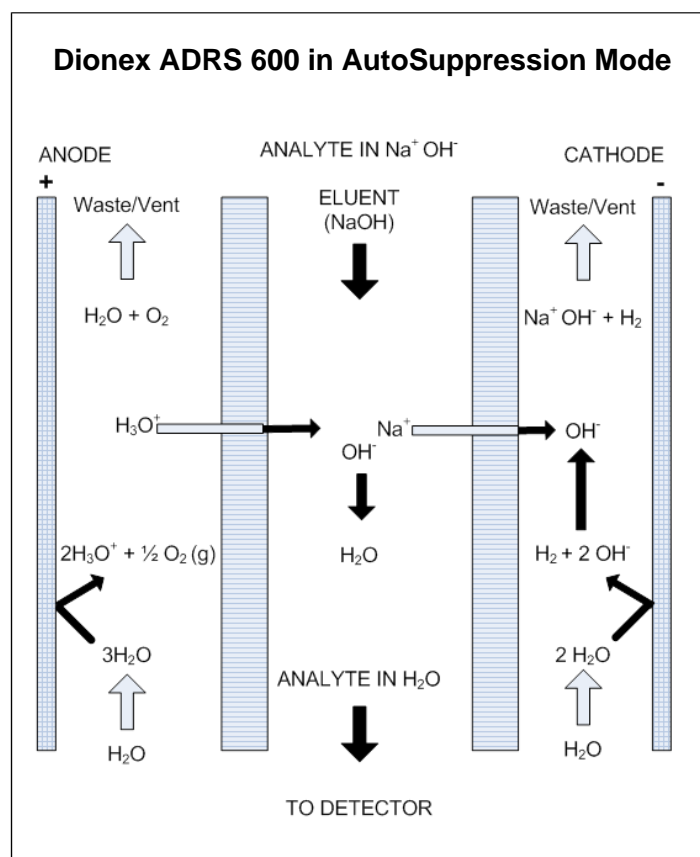 Dionex ADRS 600 in AutoSuppression Mode
ANODE
+
ANALYTE IN Na⁺ OH⁻
CATHODE
-
Waste/Vent
ELUENT
(NaOH)
Waste/Vent
H₂O + O₂
Na⁺ OH⁻ + H₂
H₃O⁺
OH⁻
Na⁺
OH⁻
2H₃O⁺ + ½ O₂ (g)
H₂O
H₂ + 2 OH⁻
3H₂O
ANALYTE IN H₂O
2 H₂O
H₂O
H₂O
TO DETECTOR